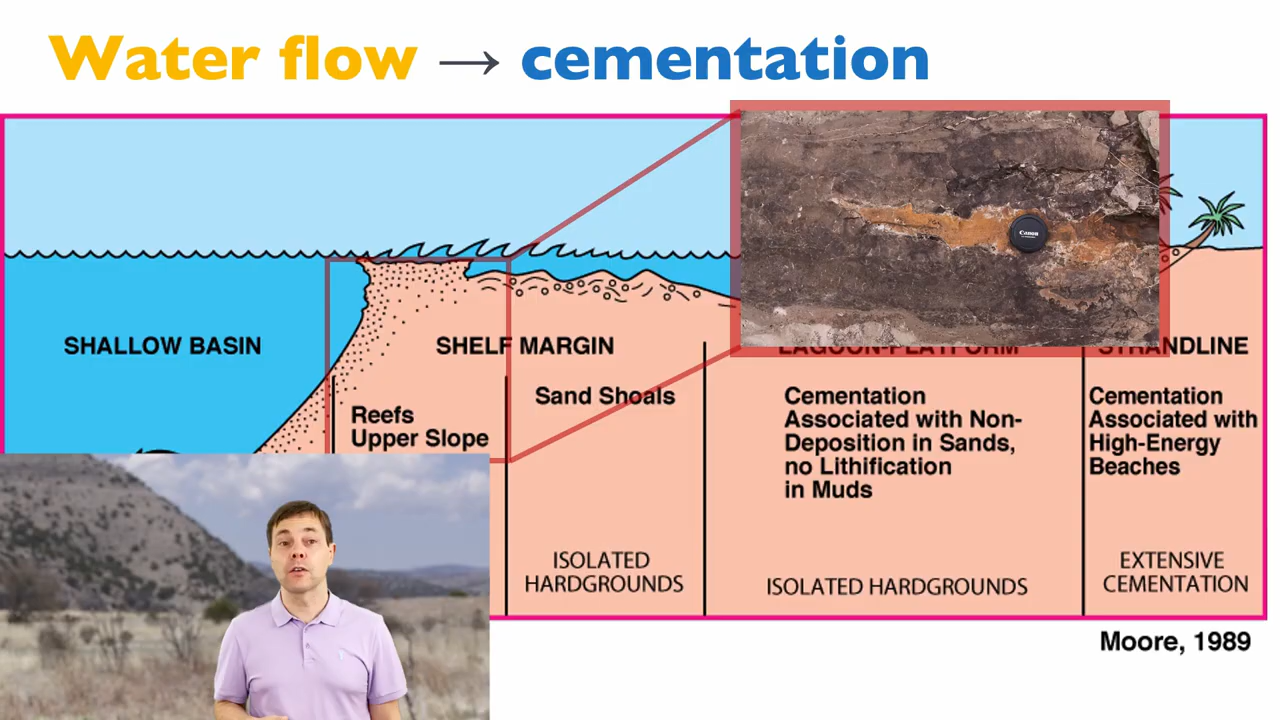 Water flow → cementation
Canon
SHALLOW BASIN
SHELF MARGIN
LAGOON-PLATFORM
STRANDLINE
Reefs
Upper Slope
Sand Shoals
Cementation
Associated with Non-
Deposition in Sands,
no Lithification
in Muds
Cementation
Associated with
High-Energy
Beaches
ISOLATED
HARDGROUNDS
ISOLATED HARDGROUNDS
EXTENSIVE
CEMENTATION
Moore, 1989